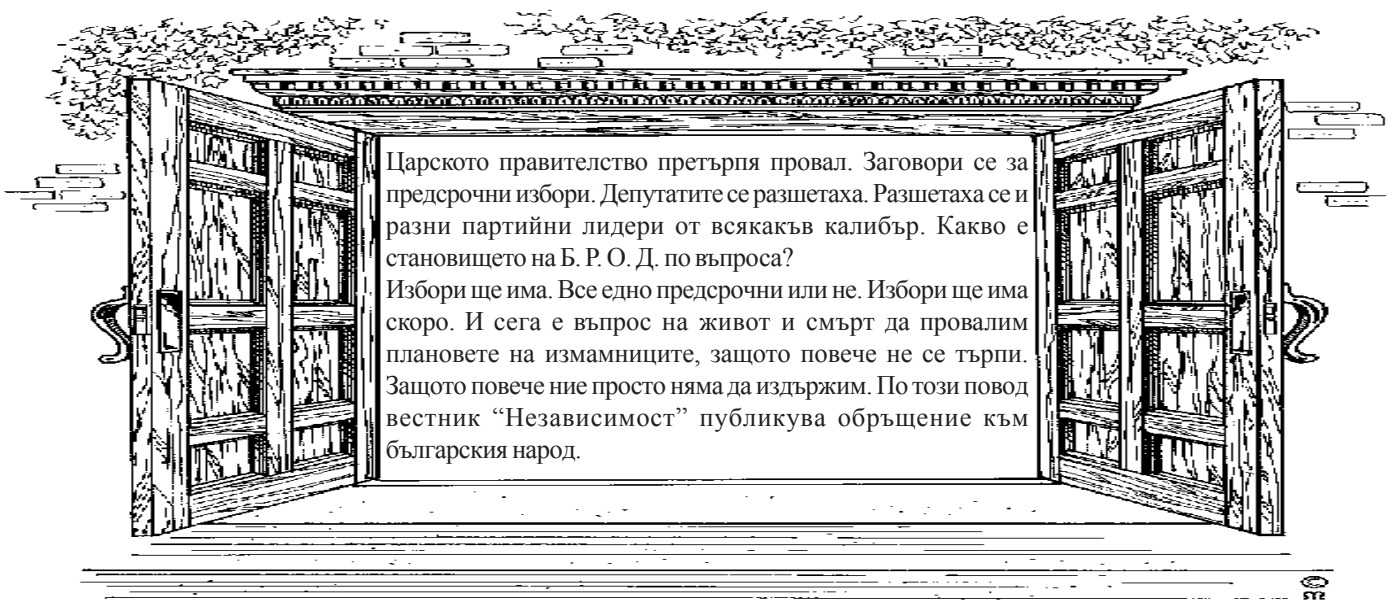 Царското правителство претърпя провал. Заговори се за
предсрочни избори. Депутатите се разшетаха. Разшетаха се и
разни партийни лидери от всякакъв калибър. Какво е
становището на Б. Р. О. Д. по въпроса?
Избори ще има. Все едно предсрочни или не. Избори ще има
скоро. И сега е въпрос на живот и смърт да провалим
плановете на измамниците, защото повече не се търпи.
Защото повече ние просто няма да издържим. По този повод
вестник “Независимост” публикува обръщение към
българския народ.